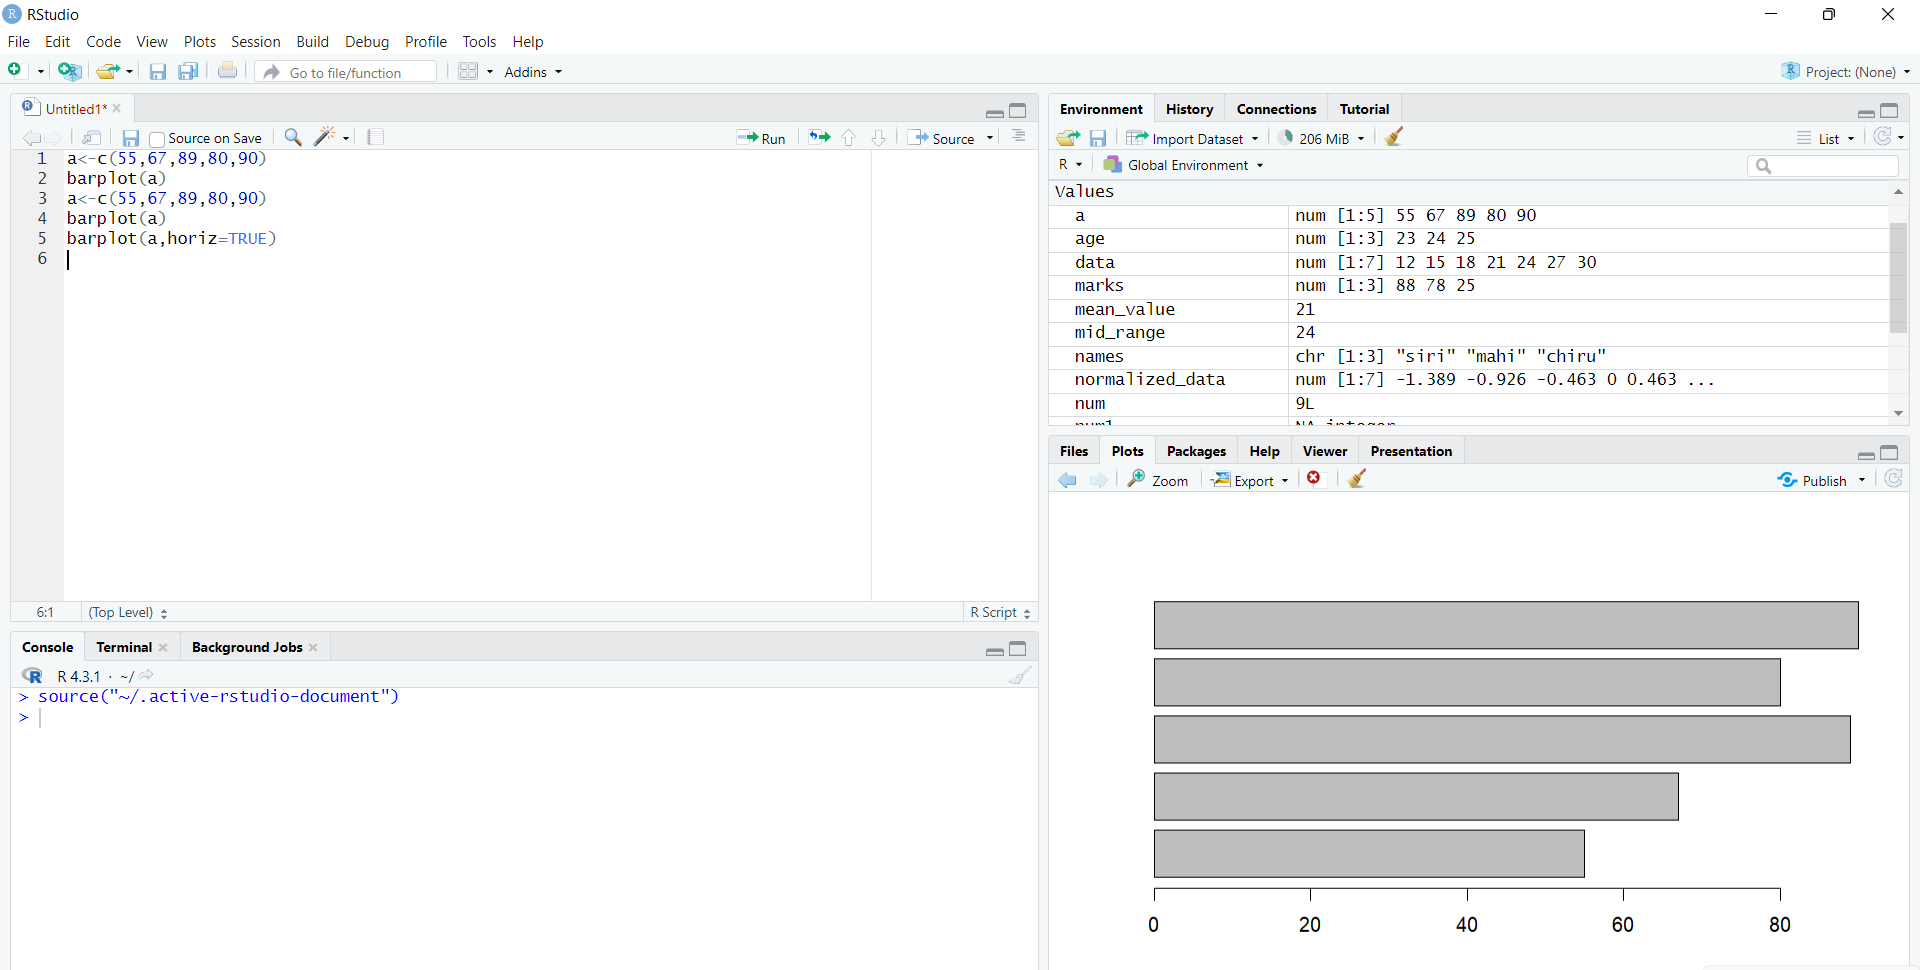 RStudio
File Edit Code View Plots Session Build Debug Profile Tools Help
Go to file/function Addins Project: (None)
Untitled1*
Source on Save Run Source
1 a<-c(55,67,89,80,90)
2 barplot(a)
3 a<-c(55,67,89,80,90)
4 barplot(a)
5 barplot(a,horiz=TRUE)
6
6:1 (Top Level) R Script
Console Terminal Background Jobs
R 4.3.1 · ~/
> source("~/.active-rstudio-document")
>
Environment History Connections Tutorial
Import Dataset 206 MiB List
R Global Environment
Values
a num [1:5] 55 67 89 80 90
age num [1:3] 23 24 25
data num [1:7] 12 15 18 21 24 27 30
marks num [1:3] 88 78 25
mean_value 21
mid_range 24
names chr [1:3] "siri" "mahi" "chiru"
normalized_data num [1:7] -1.389 -0.926 -0.463 0 0.463 ...
num 9L
Files Plots Packages Help Viewer Presentation
Zoom Export Publish
0 20 40 60 80